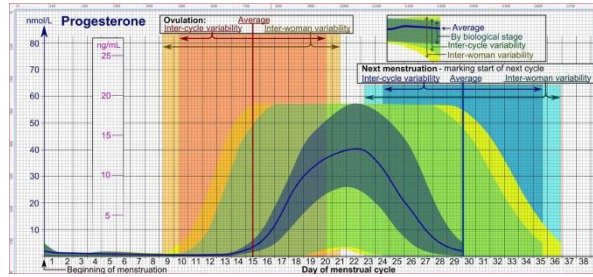 nmol/L
Progesterone
80
70
60
50
40
30
20
10
ng/mL
25
20
15
10
5
Ovulation:
Average
Inter-cycle variability
Inter-woman variability
Average
By biological stage
Inter-cycle variability
Inter-woman variability
Next menstruation - marking start of next cycle
Inter-cycle variability Average Inter-woman variability
1 2 3 4 5 6 7 8 9 10 11 12 13 14 15 16 17 18 19 20 21 22 23 24 25 26 27 28 29 30 31 32 33 34 35 36 37 38
Beginning of menstruation
Day of menstrual cycle